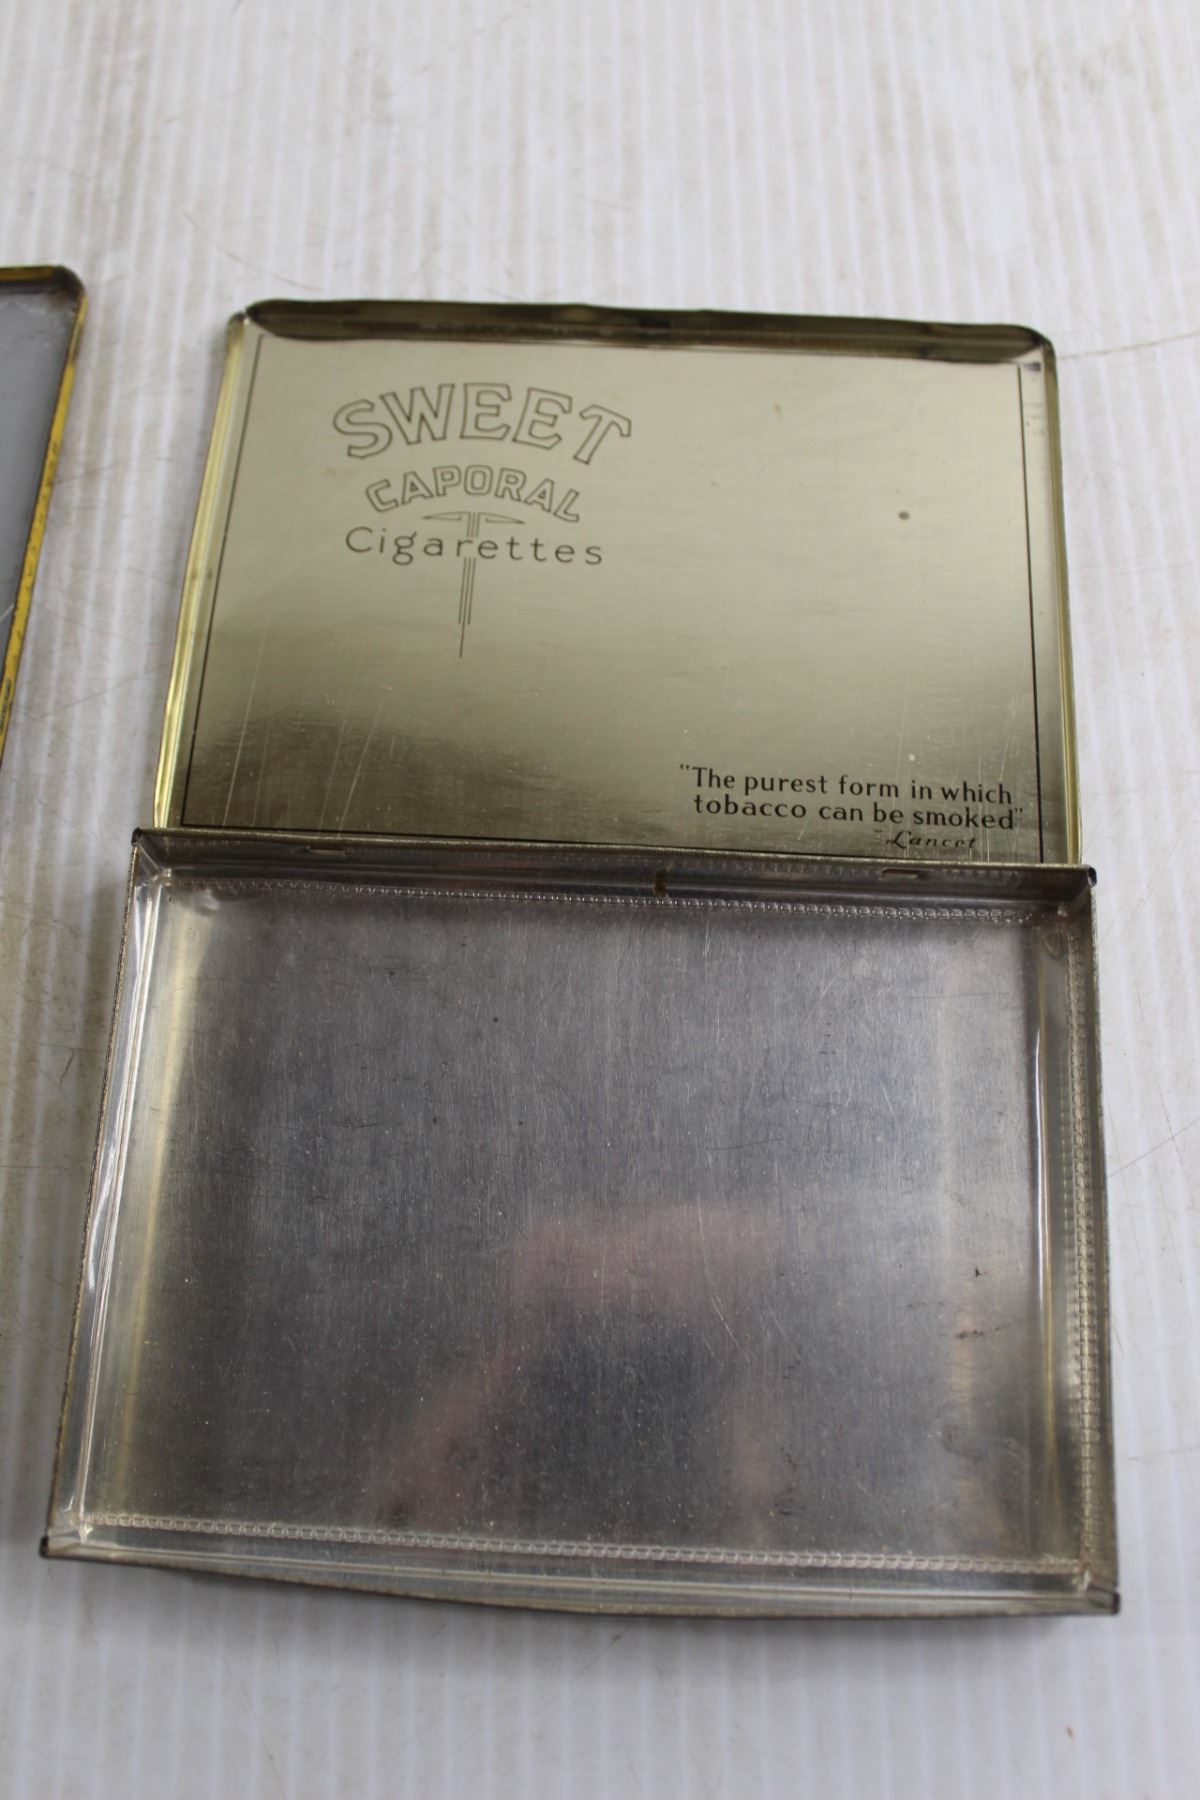 SWEET
CAPORAL
Cigarettes
"The purest form in which
tobacco can be smoked"
Lancet